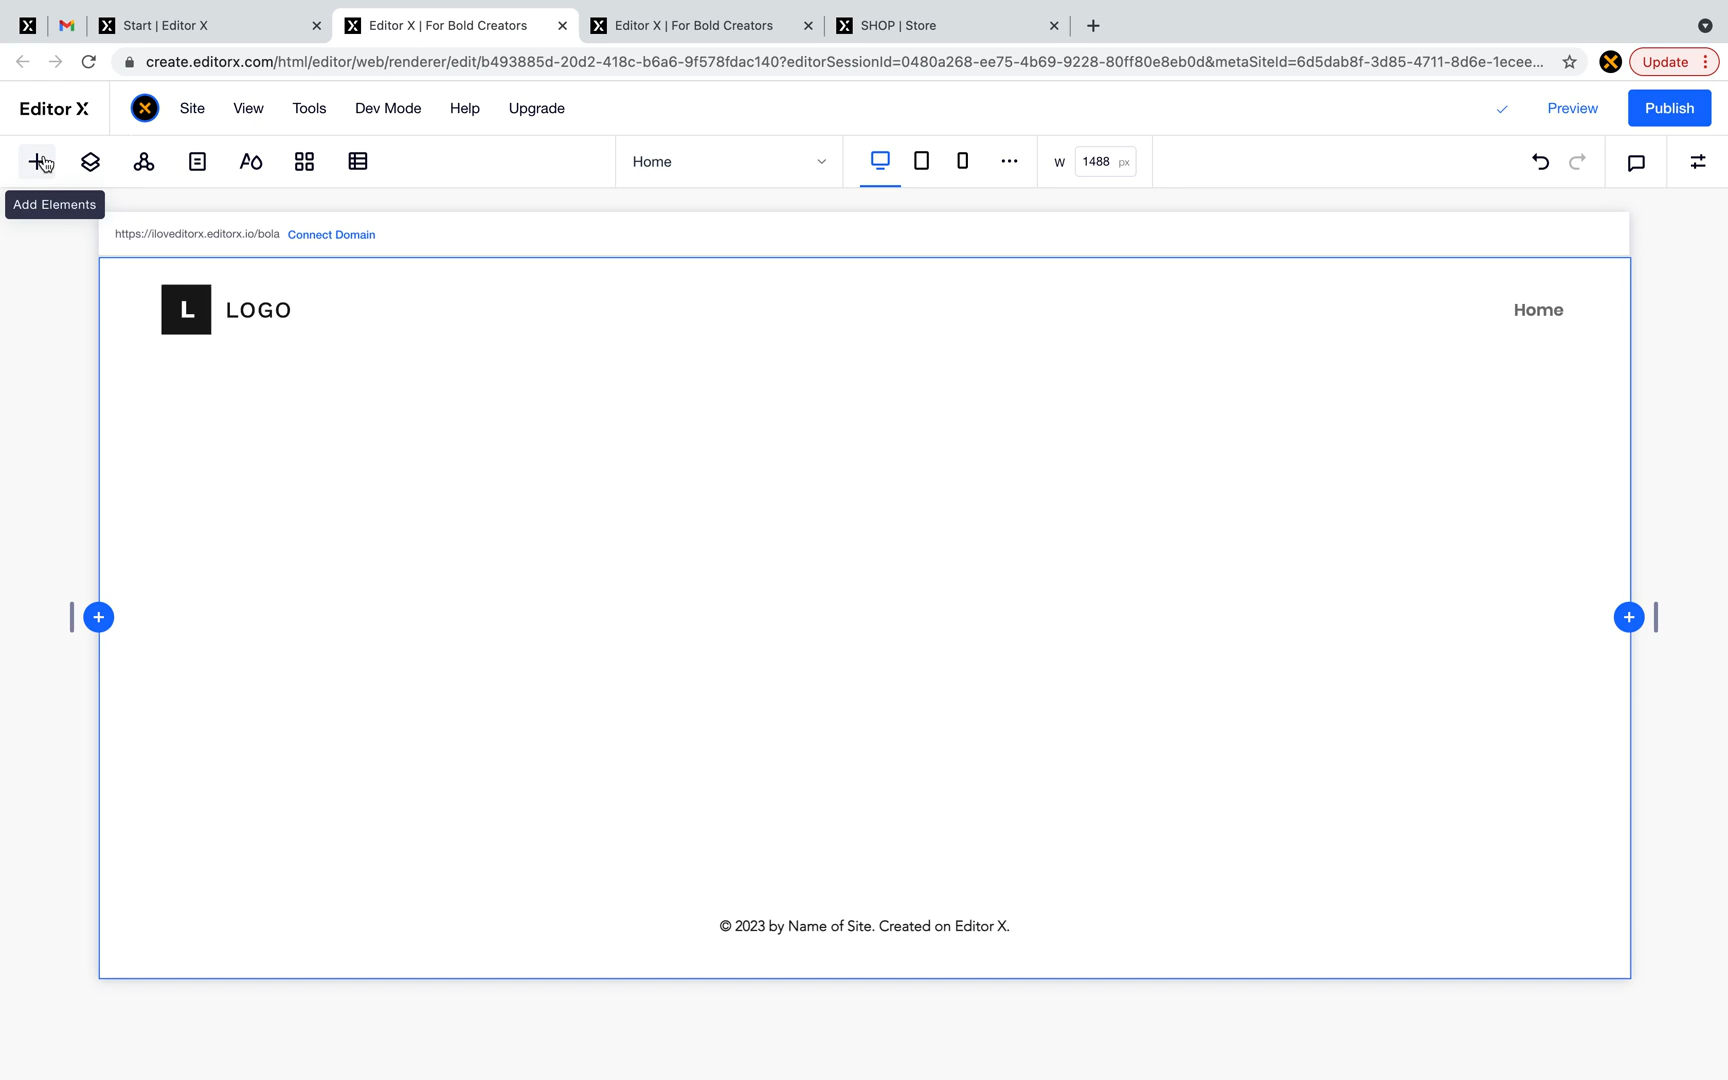 Start | Editor X
Editor X | For Bold Creators
Editor X | For Bold Creators
SHOP | Store
create.editorx.com/html/editor/web/renderer/edit/b493885d-20d2-418c-b6a6-9f578fdac140?editorSessionId=0480a268-ee75-4b69-9228-80ff80e8eb0d&metaSiteId=6d5dab8f-3d85-4711-8d6e-1ecee...
Update
Editor X
Site
View
Tools
Dev Mode
Help
Upgrade
Preview
Publish
Home
W 1488 px
Add Elements
https://iloveditorx.editorx.io/bola Connect Domain
L LOGO
Home
© 2023 by Name of Site. Created on Editor X.